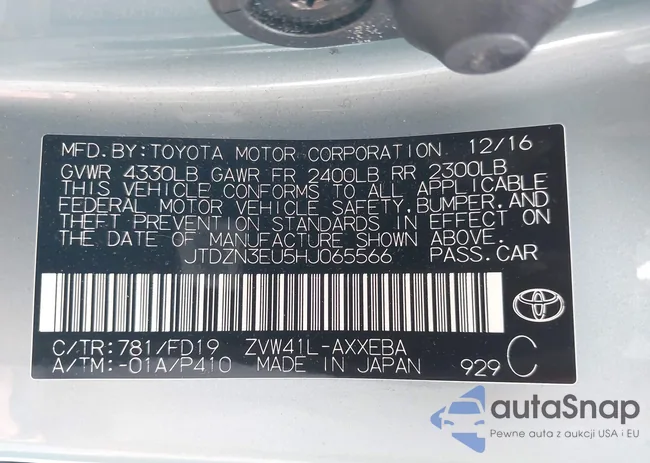 MFD.BY:TOYOTA MOTOR CORPORATION 12/16
GVWR 4330LB GAWR FR 2400LB RR 2300LB
THIS VEHICLE CONFORMS TO ALL APPLICABLE
FEDERAL MOTOR VEHICLE SAFETY,BUMPER,AND
THEFT PREVENTION STANDARDS IN EFFECT ON
THE DATE OF MANUFACTURE SHOWN ABOVE.
JTDZN3EU5HJ065566 PASS.CAR
C/TR:781/FD19 ZVW41L-AXXEBA
A/TM:-01A/P410 MADE IN JAPAN 929 C
autaSnap
Pewne auta z aukcji USA i EU